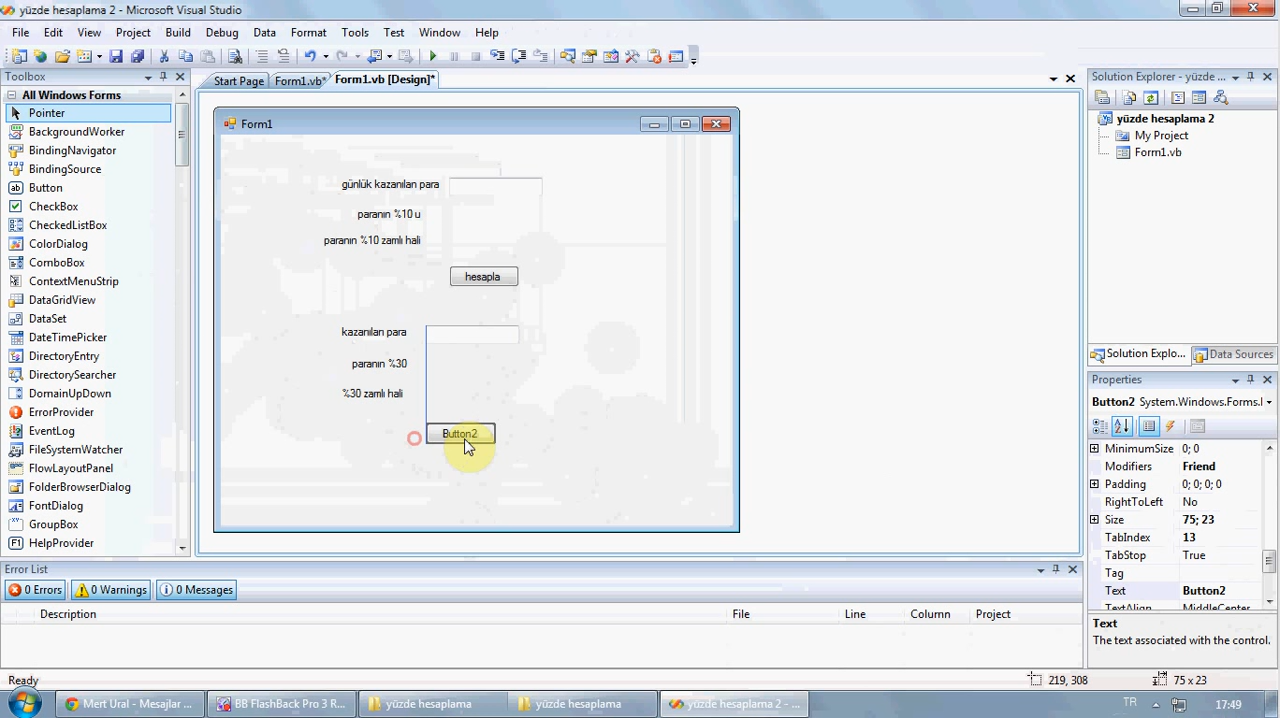 yüzde hesaplama 2 - Microsoft Visual Studio
File Edit View Project Build Debug Data Format Tools Test Window Help
Toolbox
Start Page Form1.vb* Form1.vb [Design]*
Solution Explorer - yüzde ...
All Windows Forms
Pointer
BackgroundWorker
BindingNavigator
BindingSource
Button
CheckBox
CheckedListBox
ColorDialog
ComboBox
ContextMenuStrip
DataGridView
DataSet
DateTimePicker
DirectoryEntry
DirectorySearcher
DomainUpDown
ErrorProvider
EventLog
FileSystemWatcher
FlowLayoutPanel
FolderBrowserDialog
FontDialog
GroupBox
HelpProvider
Form1
günlük kazanılan para
paranın %10 u
paranın %10 zamlı hali
hesapla
kazanılan para
paranın %30
%30 zamlı hali
Button2
yüzde hesaplama 2
My Project
Form1.vb
Solution Explo... Data Sources
Properties
Button2 System.Windows.Forms.I
MinimumSize 0; 0
Modifiers Friend
Padding 0; 0; 0; 0
RightToLeft No
Size 75; 23
TabIndex 13
TabStop True
Tag
Text Button2
TextAlign MiddleCenter
Text
The text associated with the control.
Error List
0 Errors 0 Warnings 0 Messages
Description File Line Column Project
Ready 219, 308 75 x 23
Mert Ural - Mesajlar ... BB FlashBack Pro 3 R... yüzde hesaplama yüzde hesaplama yüzde hesaplama 2 - ... TR 17:49